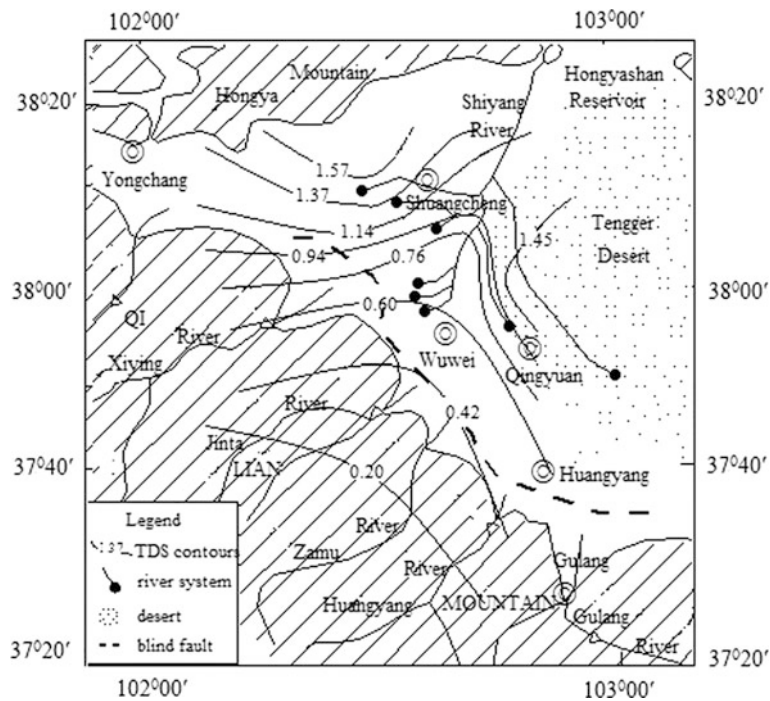 102⁰00′
103⁰00′
Mountain
Hongyashan
Reservoir
38⁰20′
38⁰20′
Hongya
Shiyang
River
Yongchang
1.57
1.37
Shuangcheng
1.14
1.45
Tengger
Desert
0.94
0.76
38⁰00′
38⁰00′
QI
0.60
River
Wuwei
Xiying
Qingyuan
River
0.42
Jinta
LIAN
0.20
Huangyang
37⁰40′
37⁰40′
Legend
1.37 TDS contours
river system
desert
blind fault
River
Zamu
River
Gulang
Huangyang
MOUNTAIN
Gulang
River
37⁰20′
37⁰20′
102⁰00′
103⁰00′